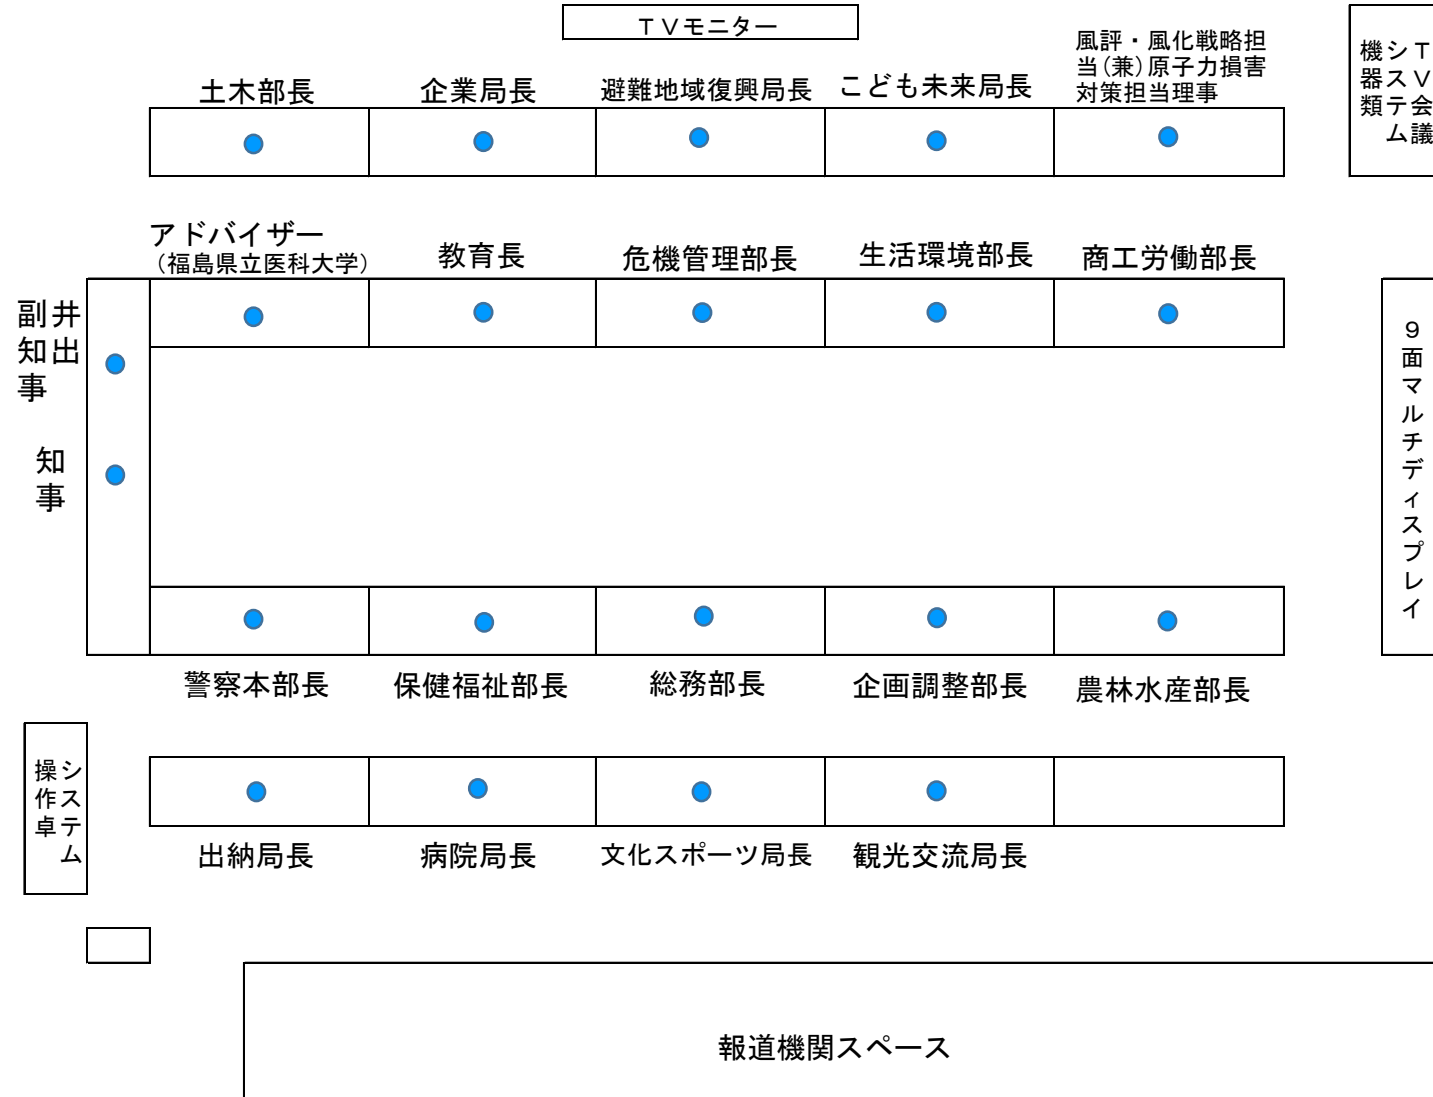 ＴＶモニター
土木部長
企業局長
避難地域復興局長
こども未来局長
風評・風化戦略担
当(兼)原子力損害
対策担当理事
ＴＶ会議
システム
機器類
アドバイザー
（福島県立医科大学）
教育長
危機管理部長
生活環境部長
商工労働部長
井出
副知事
知事
９面マルチディスプレイ
警察本部長
保健福祉部長
総務部長
企画調整部長
農林水産部長
システム
操作卓
出納局長
病院局長
文化スポーツ局長
観光交流局長
報道機関スペース